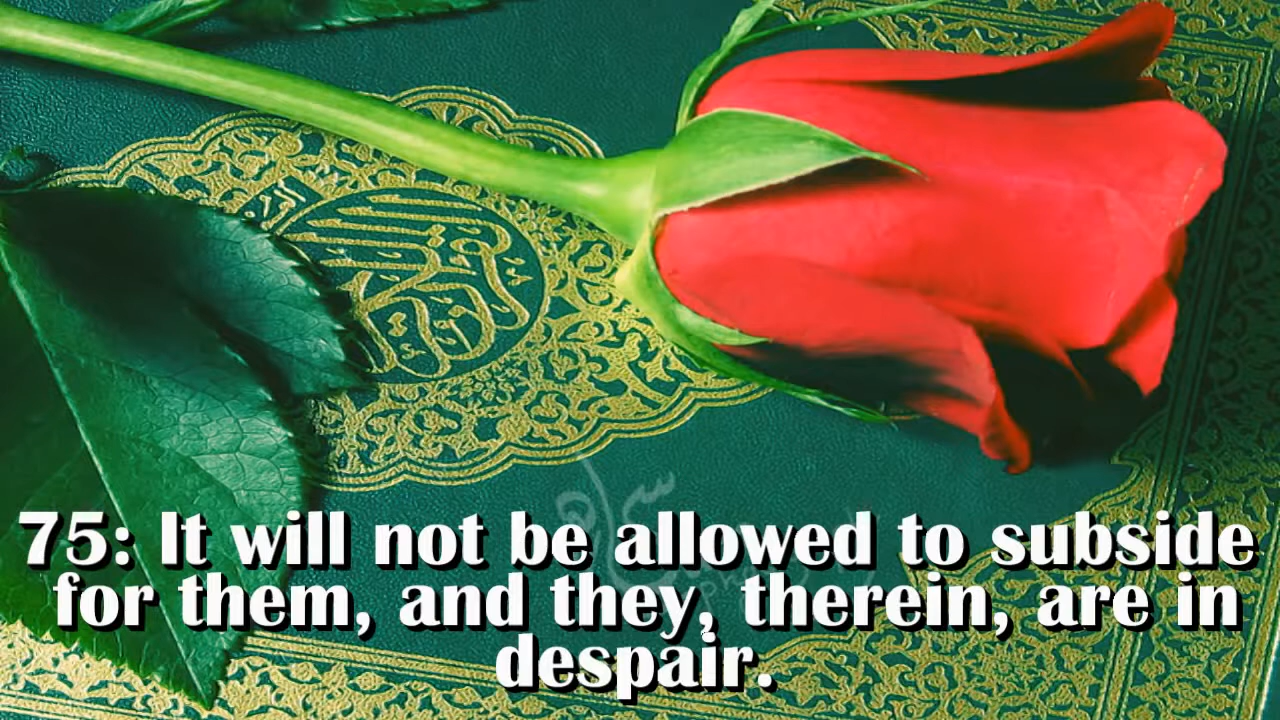 75: It will not be allowed to subside
for them, and they, therein, are in
despair.